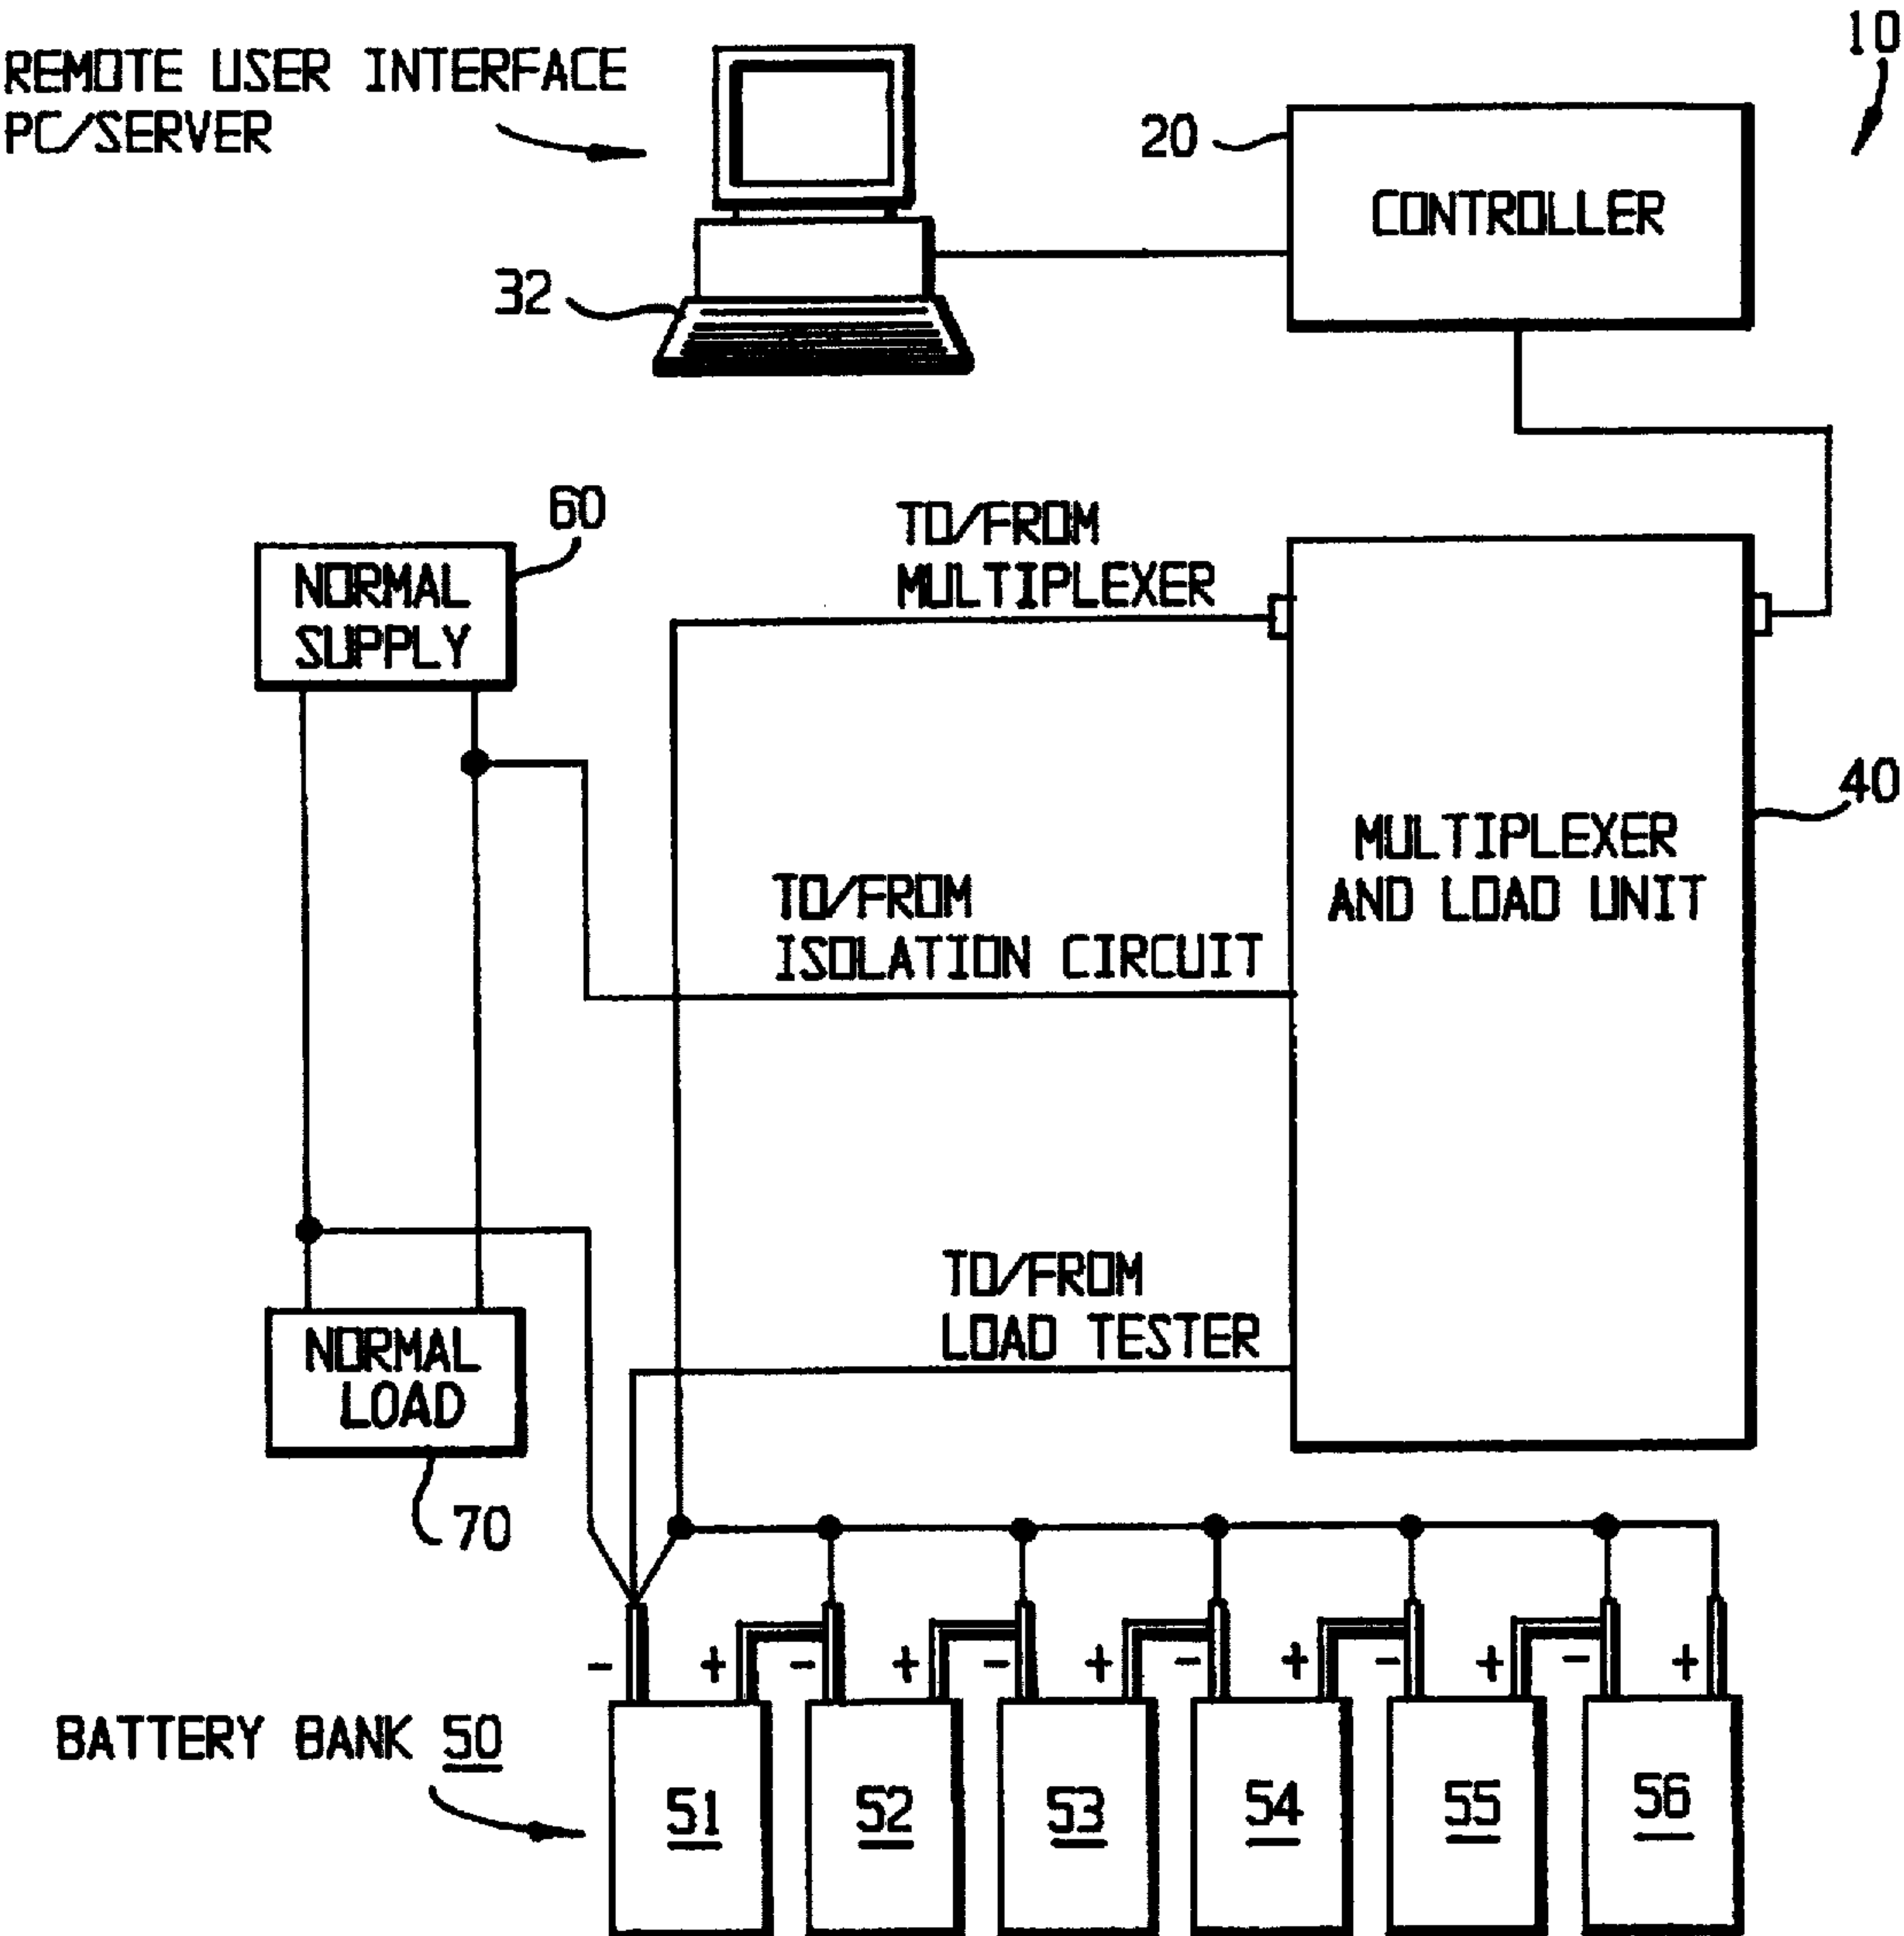 10
REMOTE USER INTERFACE
PC/SERVER
20
CONTROLLER
32
60
NORMAL
SUPPLY
TO/FROM
MULTIPLEXER
40
MULTIPLEXER
AND LOAD UNIT
TO/FROM
ISOLATION CIRCUIT
TO/FROM
LOAD TESTER
NORMAL
LOAD
70
- + - + - + - + - + - +
BATTERY BANK 50
51 52 53 54 55 56